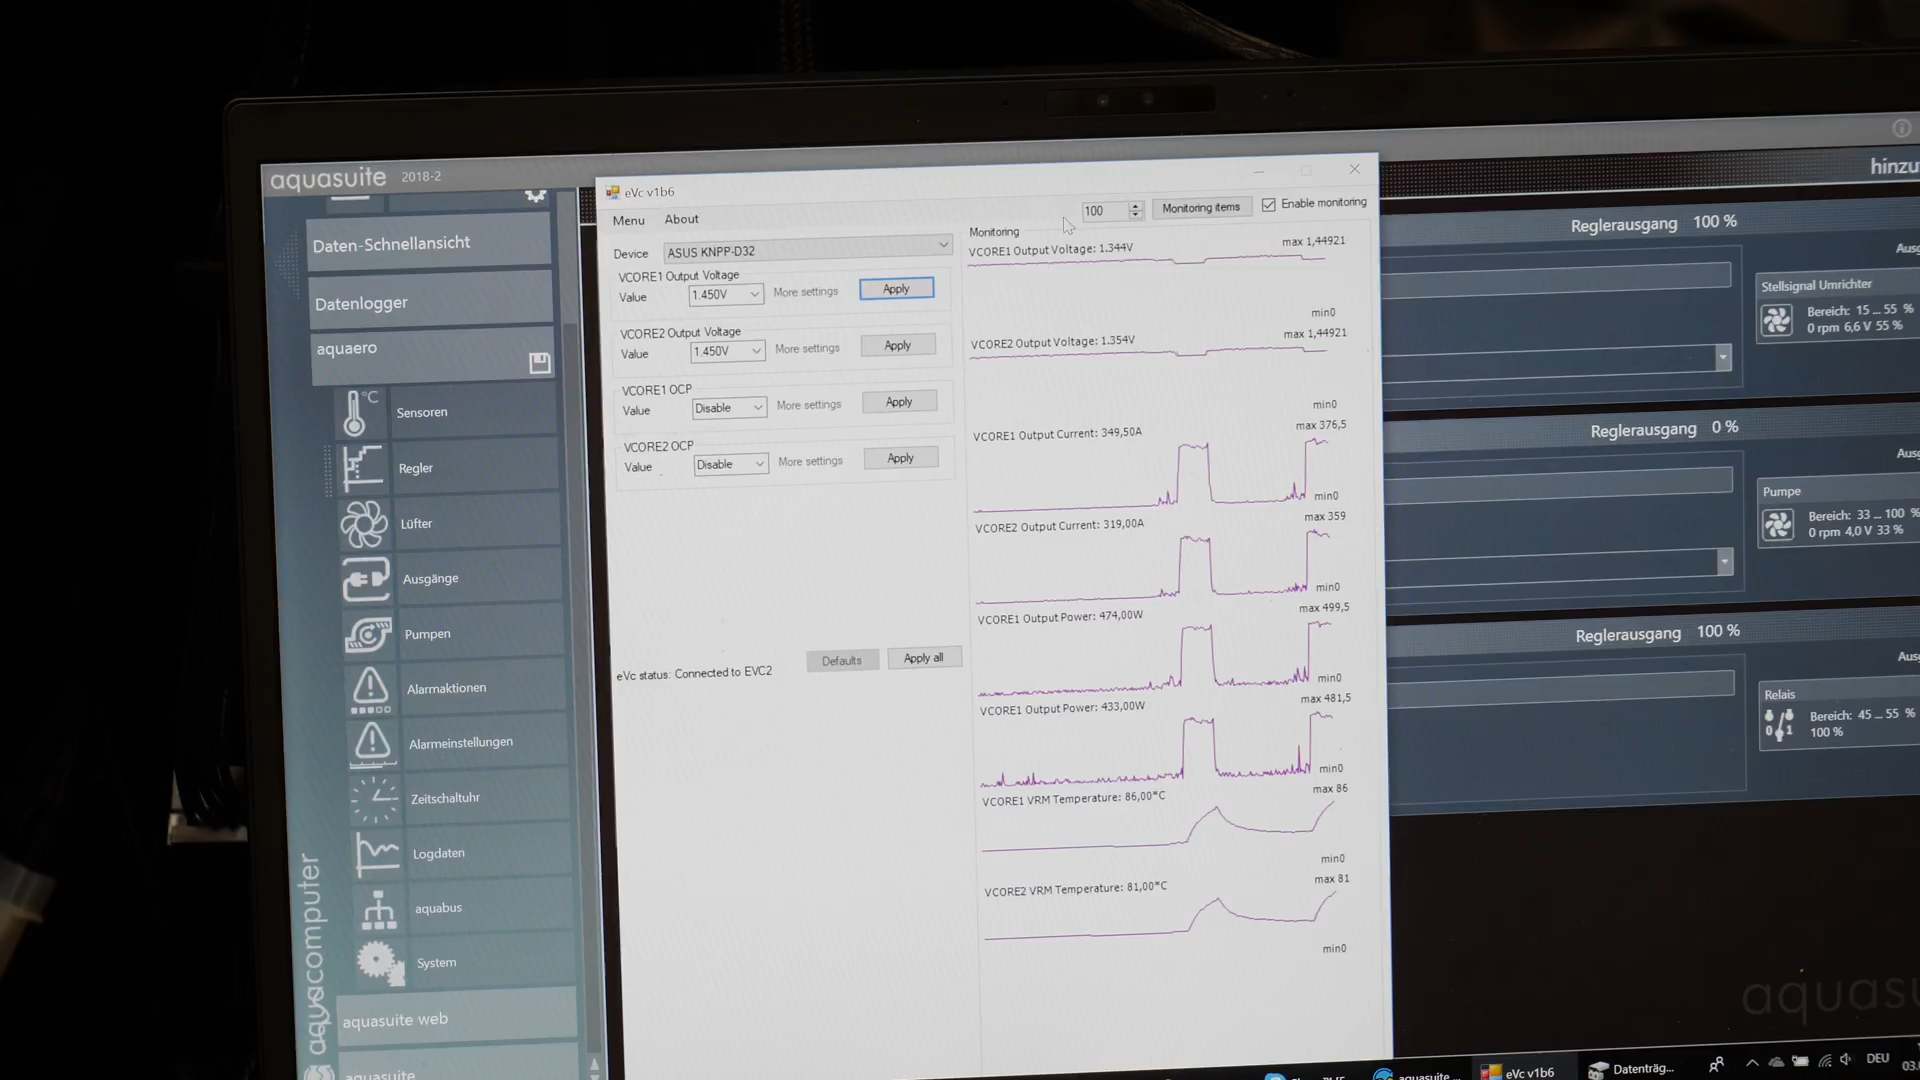 aquasuite 2018-2
Daten-Schnellansicht
Datenlogger
aquaero
°C
Sensoren
Regler
Lüfter
Ausgänge
Pumpen
Alarmaktionen
Alarmeinstellungen
Zeitschaltuhr
Logdaten
aquabus
System
aquasuite web
aquasuite
aquacomputer
eVc v1b6
Menu About
100 Monitoring items Enable monitoring
Device ASUS KNPP-D32
VCORE1 Output Voltage
Value 1.450V More settings Apply
VCORE2 Output Voltage
Value 1.450V More settings Apply
VCORE1 OCP
Value Disable More settings Apply
VCORE2 OCP
Value Disable More settings Apply
eVc status: Connected to EVC2 Defaults Apply all
Monitoring
VCORE1 Output Voltage: 1.344V max 1,44921
min0
VCORE2 Output Voltage: 1.354V max 1,44921
min0
VCORE1 Output Current: 349,50A max 376,5
min0
VCORE2 Output Current: 319,00A max 359
min0
VCORE1 Output Power: 474,00W max 499,5
min0
VCORE1 Output Power: 433,00W max 481,5
min0
VCORE1 VRM Temperature: 86,00*C max 86
min0
VCORE2 VRM Temperature: 81,00*C max 81
min0
hinzu
Reglerausgang 100 %
Ausg
Stellsignal Umrichter
Bereich: 15 ... 55 %
0 rpm 6,6 V 55 %
Reglerausgang 0 %
Ausg
Pumpe
Bereich: 33 ... 100 %
0 rpm 4,0 V 33 %
Reglerausgang 100 %
Ausg
Relais
Bereich: 45 ... 55 %
100 %
aquasu
aquasuite ... eVc v1b6 Datenträg... DEU 03.